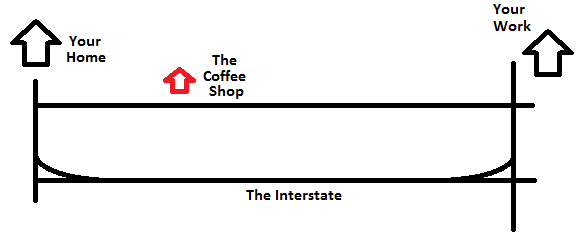 Your
Home
The
Coffee
Shop
Your
Work
The Interstate